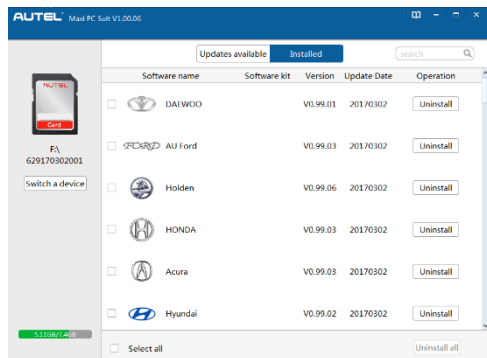 AUTEL Maxi PC Suit V1.00.06
Updates available Installed search
Software name Software kit Version Update Date Operation
AUTEL
Card
F:\
629170302001
Switch a device
DAEWOO V0.99.01 20170302 Uninstall
FORD AU Ford V0.99.03 20170302 Uninstall
Holden V0.99.06 20170302 Uninstall
HONDA V0.99.03 20170302 Uninstall
Acura V0.99.03 20170302 Uninstall
Hyundai V0.99.02 20170302 Uninstall
5.11GB/7.4GB
Select all Uninstall all